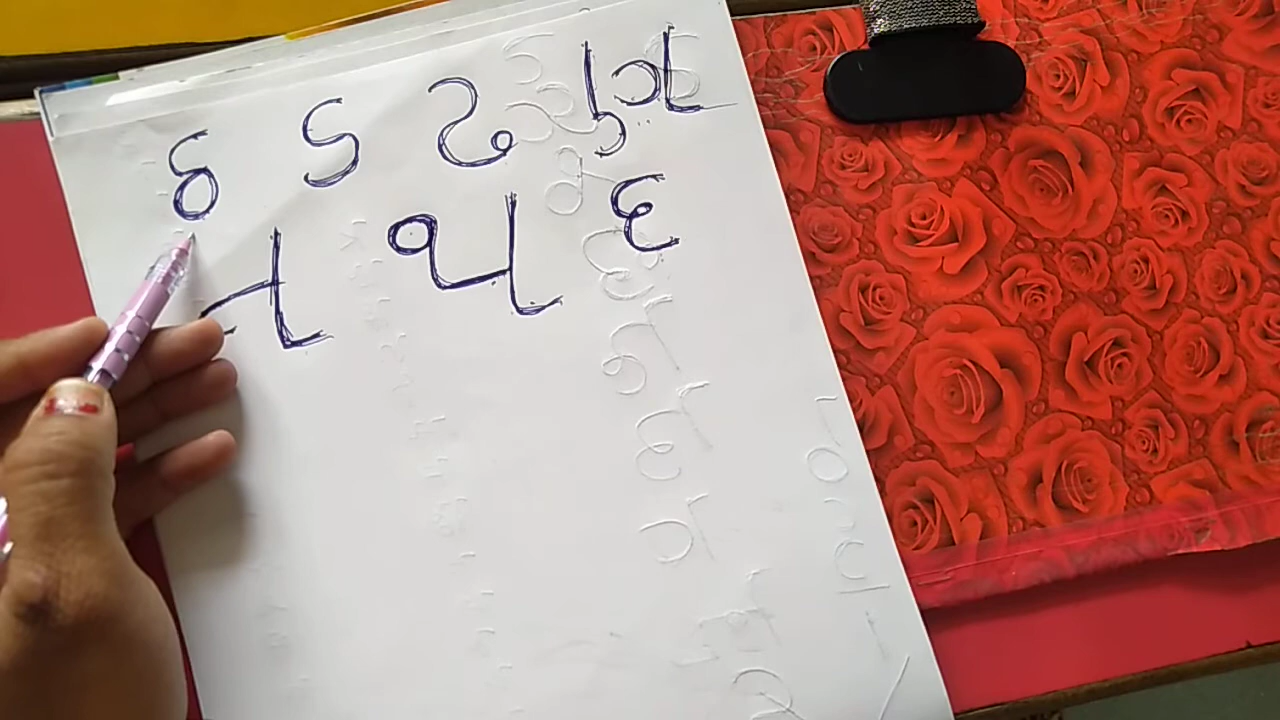 ઠ ડ ઢ ણ
ત થ દ